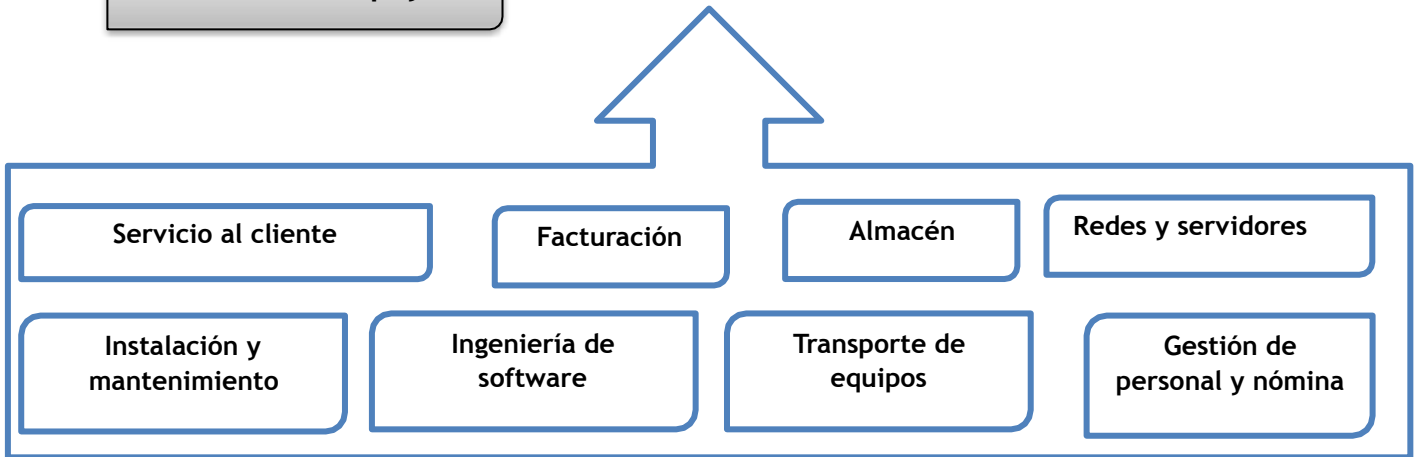 Servicio al cliente
Facturación
Almacén
Redes y servidores
Instalación y
mantenimiento
Ingeniería de
software
Transporte de
equipos
Gestión de
personal y nómina